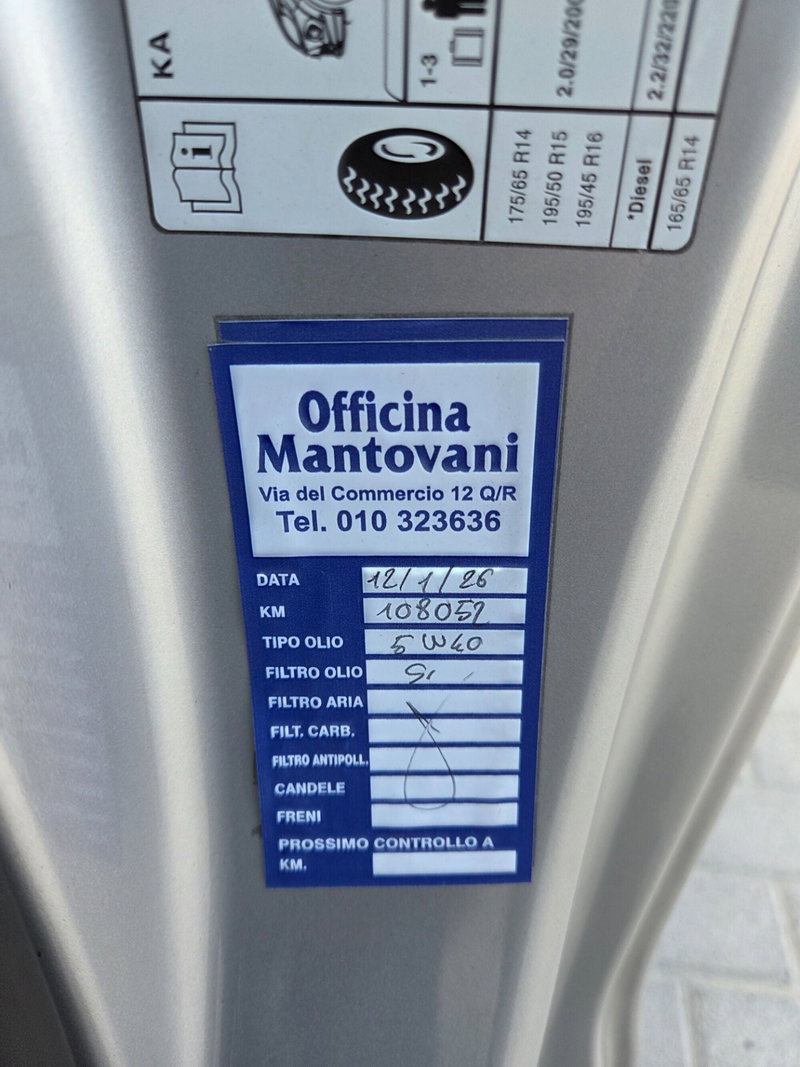 KA
1-3
2.0/29/200
2.2/32/220
i
175/65 R14
195/50 R15
195/45 R16
*Diesel
165/65 R14
Officina
Mantovani
Via del Commercio 12 Q/R
Tel. 010 323636
DATA 12/1/26
KM 108052
TIPO OLIO 5W40
FILTRO OLIO Si
FILTRO ARIA
FILT. CARB.
FILTRO ANTIPOLL.
CANDELE
FRENI
PROSSIMO CONTROLLO A
KM.